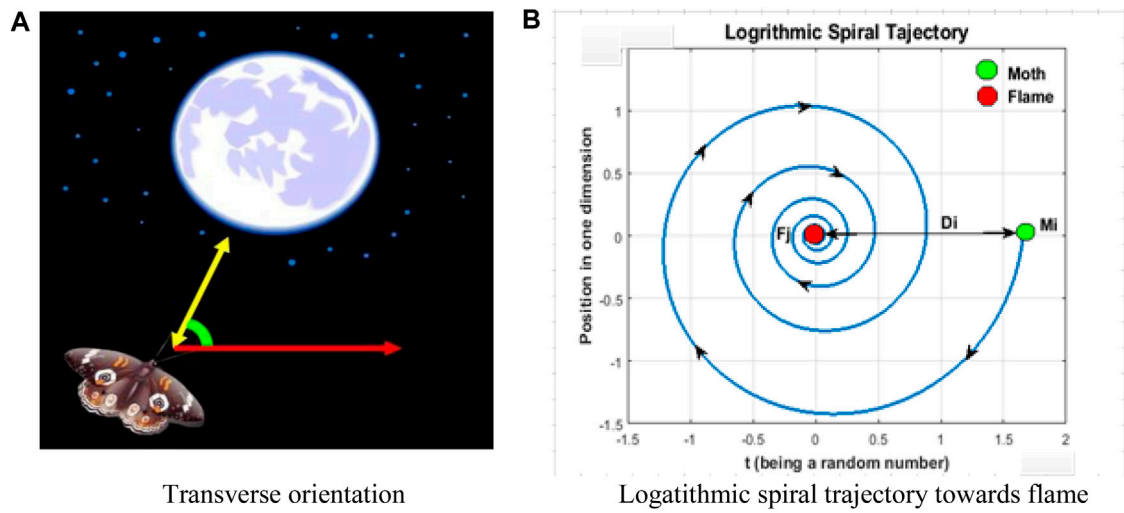 A
B
Logrithmic Spiral Tajectory
Moth
Flame
Position in one dimension
1
0.5
0
-0.5
-1
-1.5
Fj
Di
Mi
-1.5 -1 -0.5 0 0.5 1 1.5 2
t (being a random number)
Transverse orientation
Logatithmic spiral trajectory towards flame